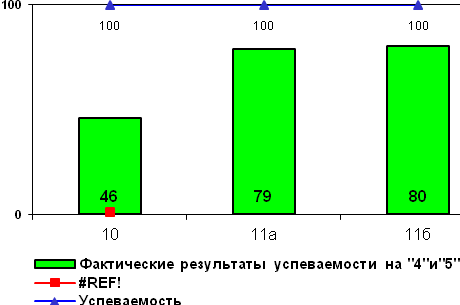 100
100 100 100
46 79 80
0
10 11а 11б
Фактические результаты успеваемости на "4"и"5"
#REF!
Успеваемость